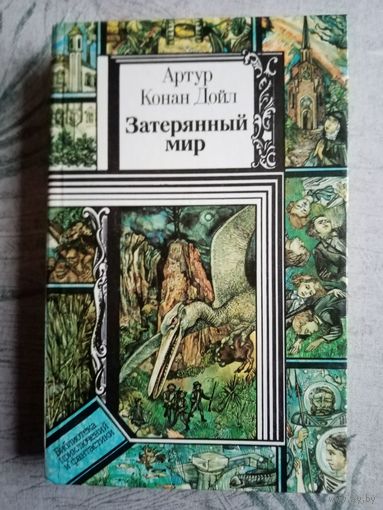 Артур
Конан Дойл
Затерянный
мир
Библиотека
приключений
и фантастики